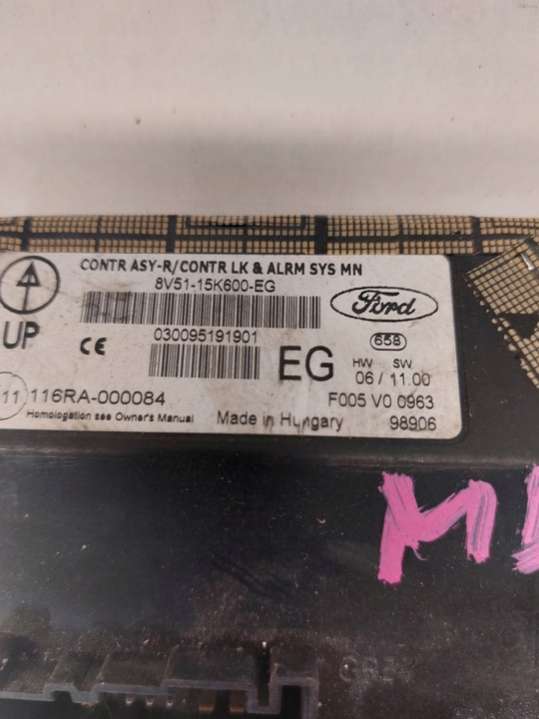 CONTR ASY-R/CONTR LK & ALRM SYS MN
8V51-15K600-EG
Ford
UP
030095191901
CE
EG
658
HW SW
06 / 11.00
11 116RA-000084
F005 V0 0963
Homologation see Owner's Manual
Made in Hungary
98906